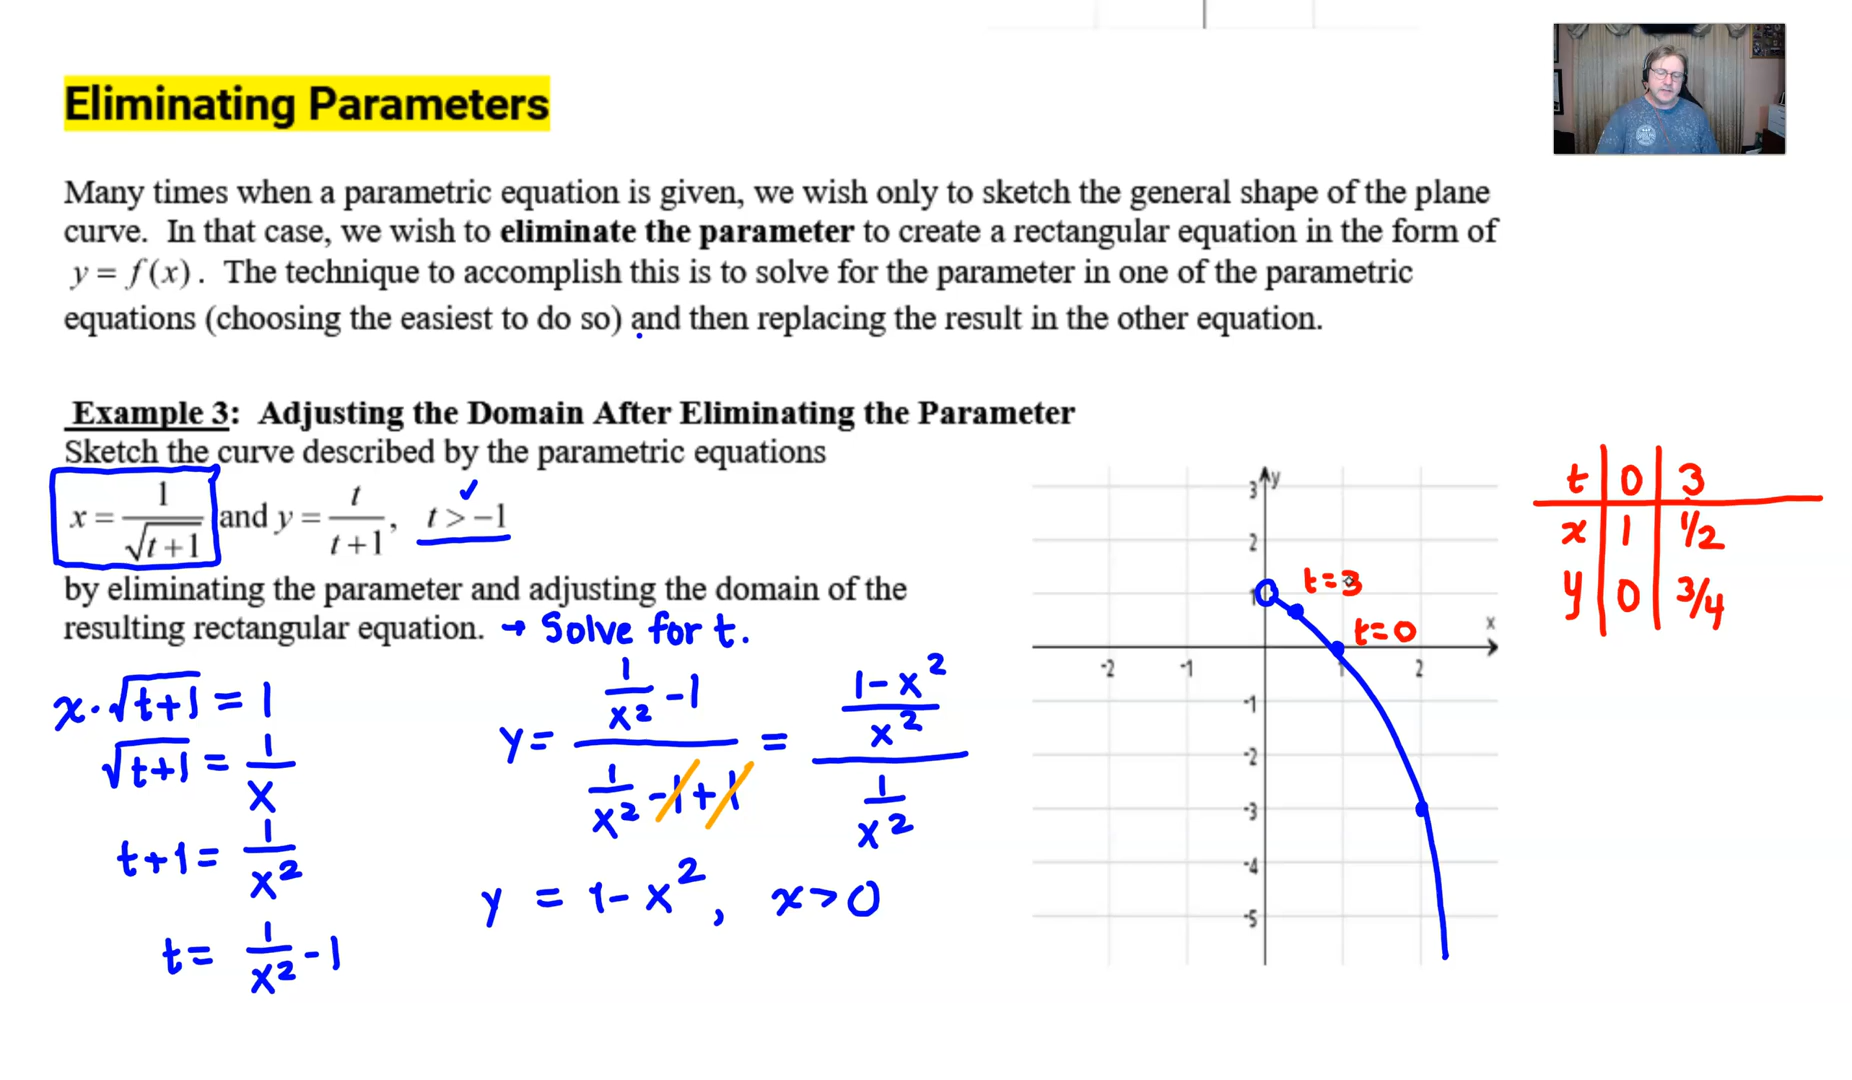 Eliminating Parameters
Many times when a parametric equation is given, we wish only to sketch the general shape of the plane
curve. In that case, we wish to eliminate the parameter to create a rectangular equation in the form of
y = f(x). The technique to accomplish this is to solve for the parameter in one of the parametric
equations (choosing the easiest to do so) and then replacing the result in the other equation.
Example 3: Adjusting the Domain After Eliminating the Parameter
Sketch the curve described by the parametric equations
x = 1/√(t+1) and y = t/(t+1), t > −1 ✓
by eliminating the parameter and adjusting the domain of the
resulting rectangular equation. → Solve for t.
x·√(t+1) = 1
√(t+1) = 1/x
t+1 = 1/x²
t = 1/x² - 1
y = (1/x² - 1)/(1/x² - 1 + 1) = ((1-x²)/x²)/(1/x²)
y = 1-x², x>0
y
3
2
1
t=3
t=0
x
-2 -1 1 2
-1
-2
-3
-4
-5
t 0 3
x 1 1/2
y 0 3/4